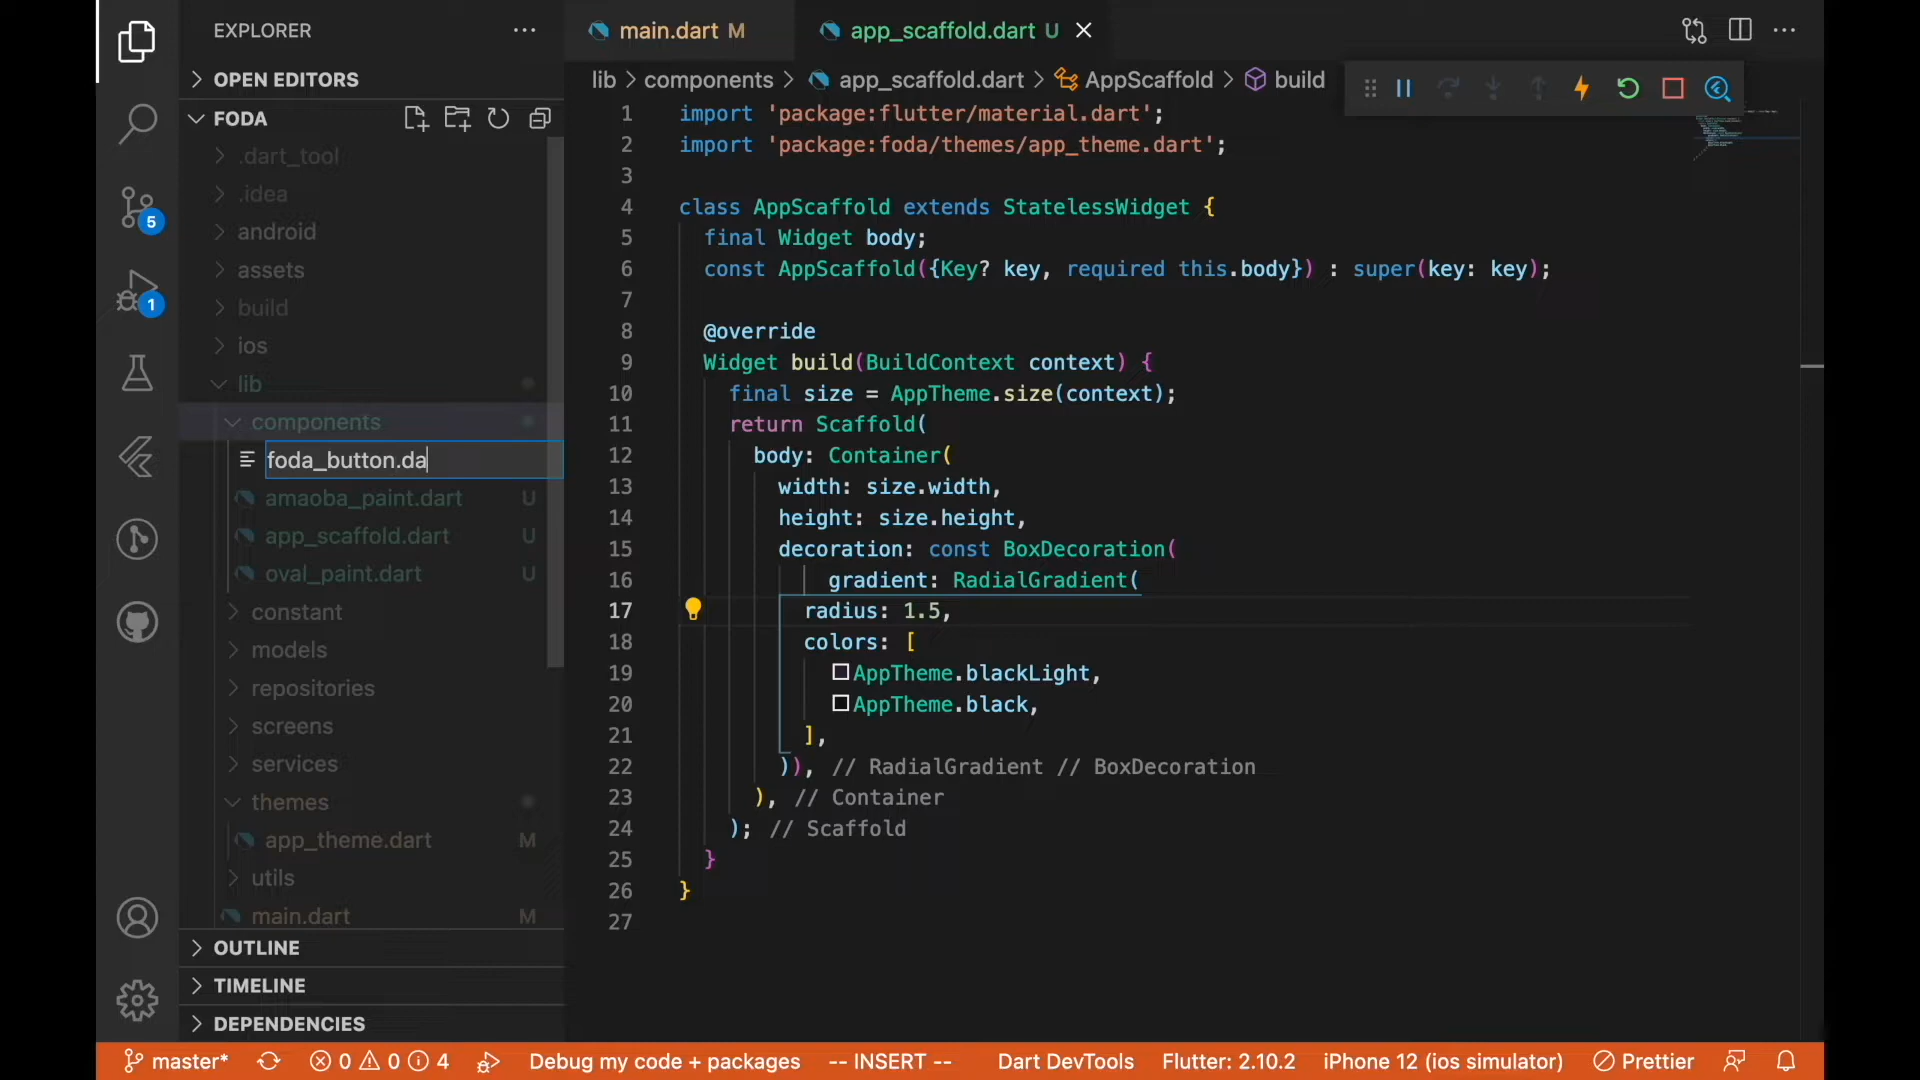 EXPLORER
OPEN EDITORS
FODA
.dart_tool
.idea
android
assets
build
ios
lib
components
foda_button.da
amaoba_paint.dart U
app_scaffold.dart U
oval_paint.dart U
constant
models
repositories
screens
services
themes
app_theme.dart M
utils
main.dart M
OUTLINE
TIMELINE
DEPENDENCIES
5
1
main.dart M
app_scaffold.dart U
lib > components > app_scaffold.dart > AppScaffold > build
1 import 'package:flutter/material.dart';
2 import 'package:foda/themes/app_theme.dart';
3
4 class AppScaffold extends StatelessWidget {
5 final Widget body;
6 const AppScaffold({Key? key, required this.body}) : super(key: key);
7
8 @override
9 Widget build(BuildContext context) {
10 final size = AppTheme.size(context);
11 return Scaffold(
12 body: Container(
13 width: size.width,
14 height: size.height,
15 decoration: const BoxDecoration(
16 gradient: RadialGradient(
17 radius: 1.5,
18 colors: [
19 AppTheme.blackLight,
20 AppTheme.black,
21 ],
22 )), // RadialGradient // BoxDecoration
23 ), // Container
24 ); // Scaffold
25 }
26 }
27
master* 0 0 4 Debug my code + packages -- INSERT -- Dart DevTools Flutter: 2.10.2 iPhone 12 (ios simulator) Prettier